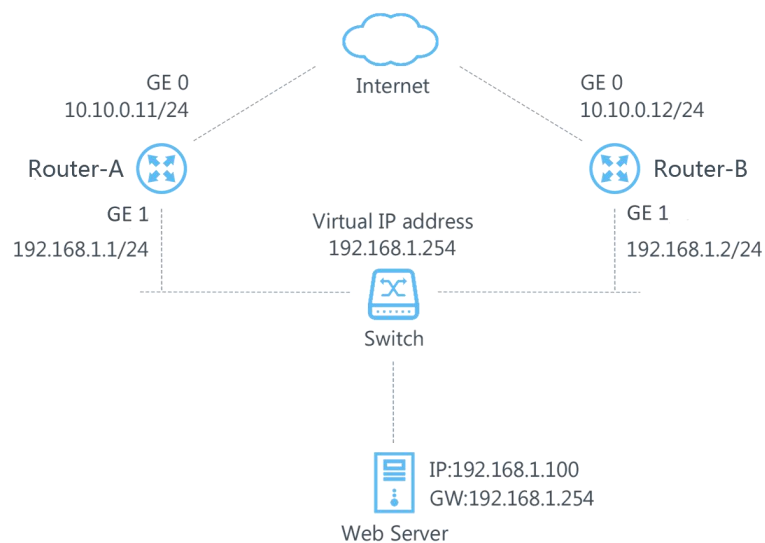 Internet
GE 0
10.10.0.11/24
GE 0
10.10.0.12/24
Router-A
Router-B
GE 1
192.168.1.1/24
Virtual IP address
192.168.1.254
GE 1
192.168.1.2/24
Switch
IP:192.168.1.100
GW:192.168.1.254
Web Server